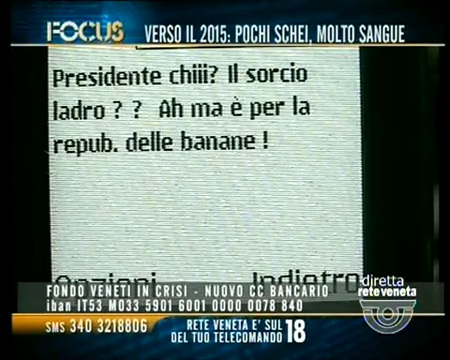 FOCUS
VERSO IL 2015: POCHI SCHEI, MOLTO SANGUE
Presidente chiii? Il sorcio
ladro ? ? Ah ma è per la
repub. delle banane !
Opzioni Indietro
FONDO VENETI IN CRISI - NUOVO CC BANCARIO
iban IT53 M033 5901 6001 0000 0078 840
diretta
reteveneta
SMS 340 3218806
RETE VENETA E' SUL
DEL TUO TELECOMANDO 18